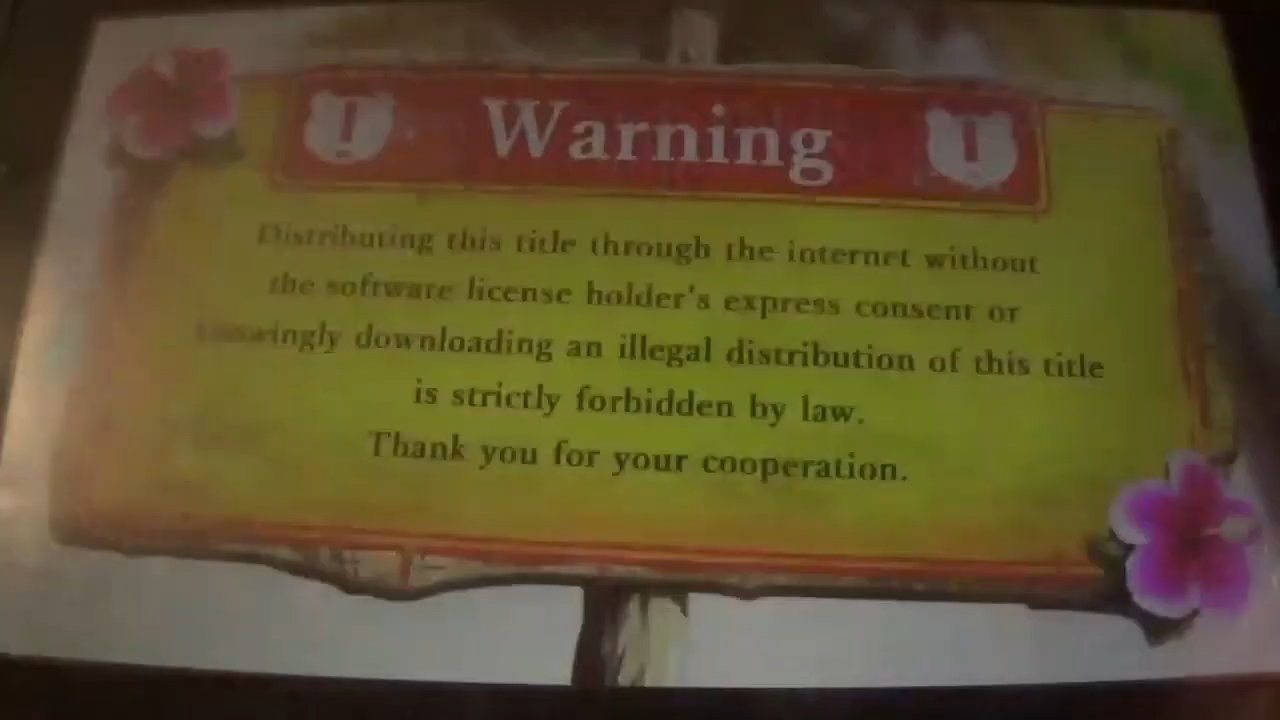 ! Warning !
Distributing this title through the internet without
the software license holder's express consent or
knowingly downloading an illegal distribution of this title
is strictly forbidden by law.
Thank you for your cooperation.